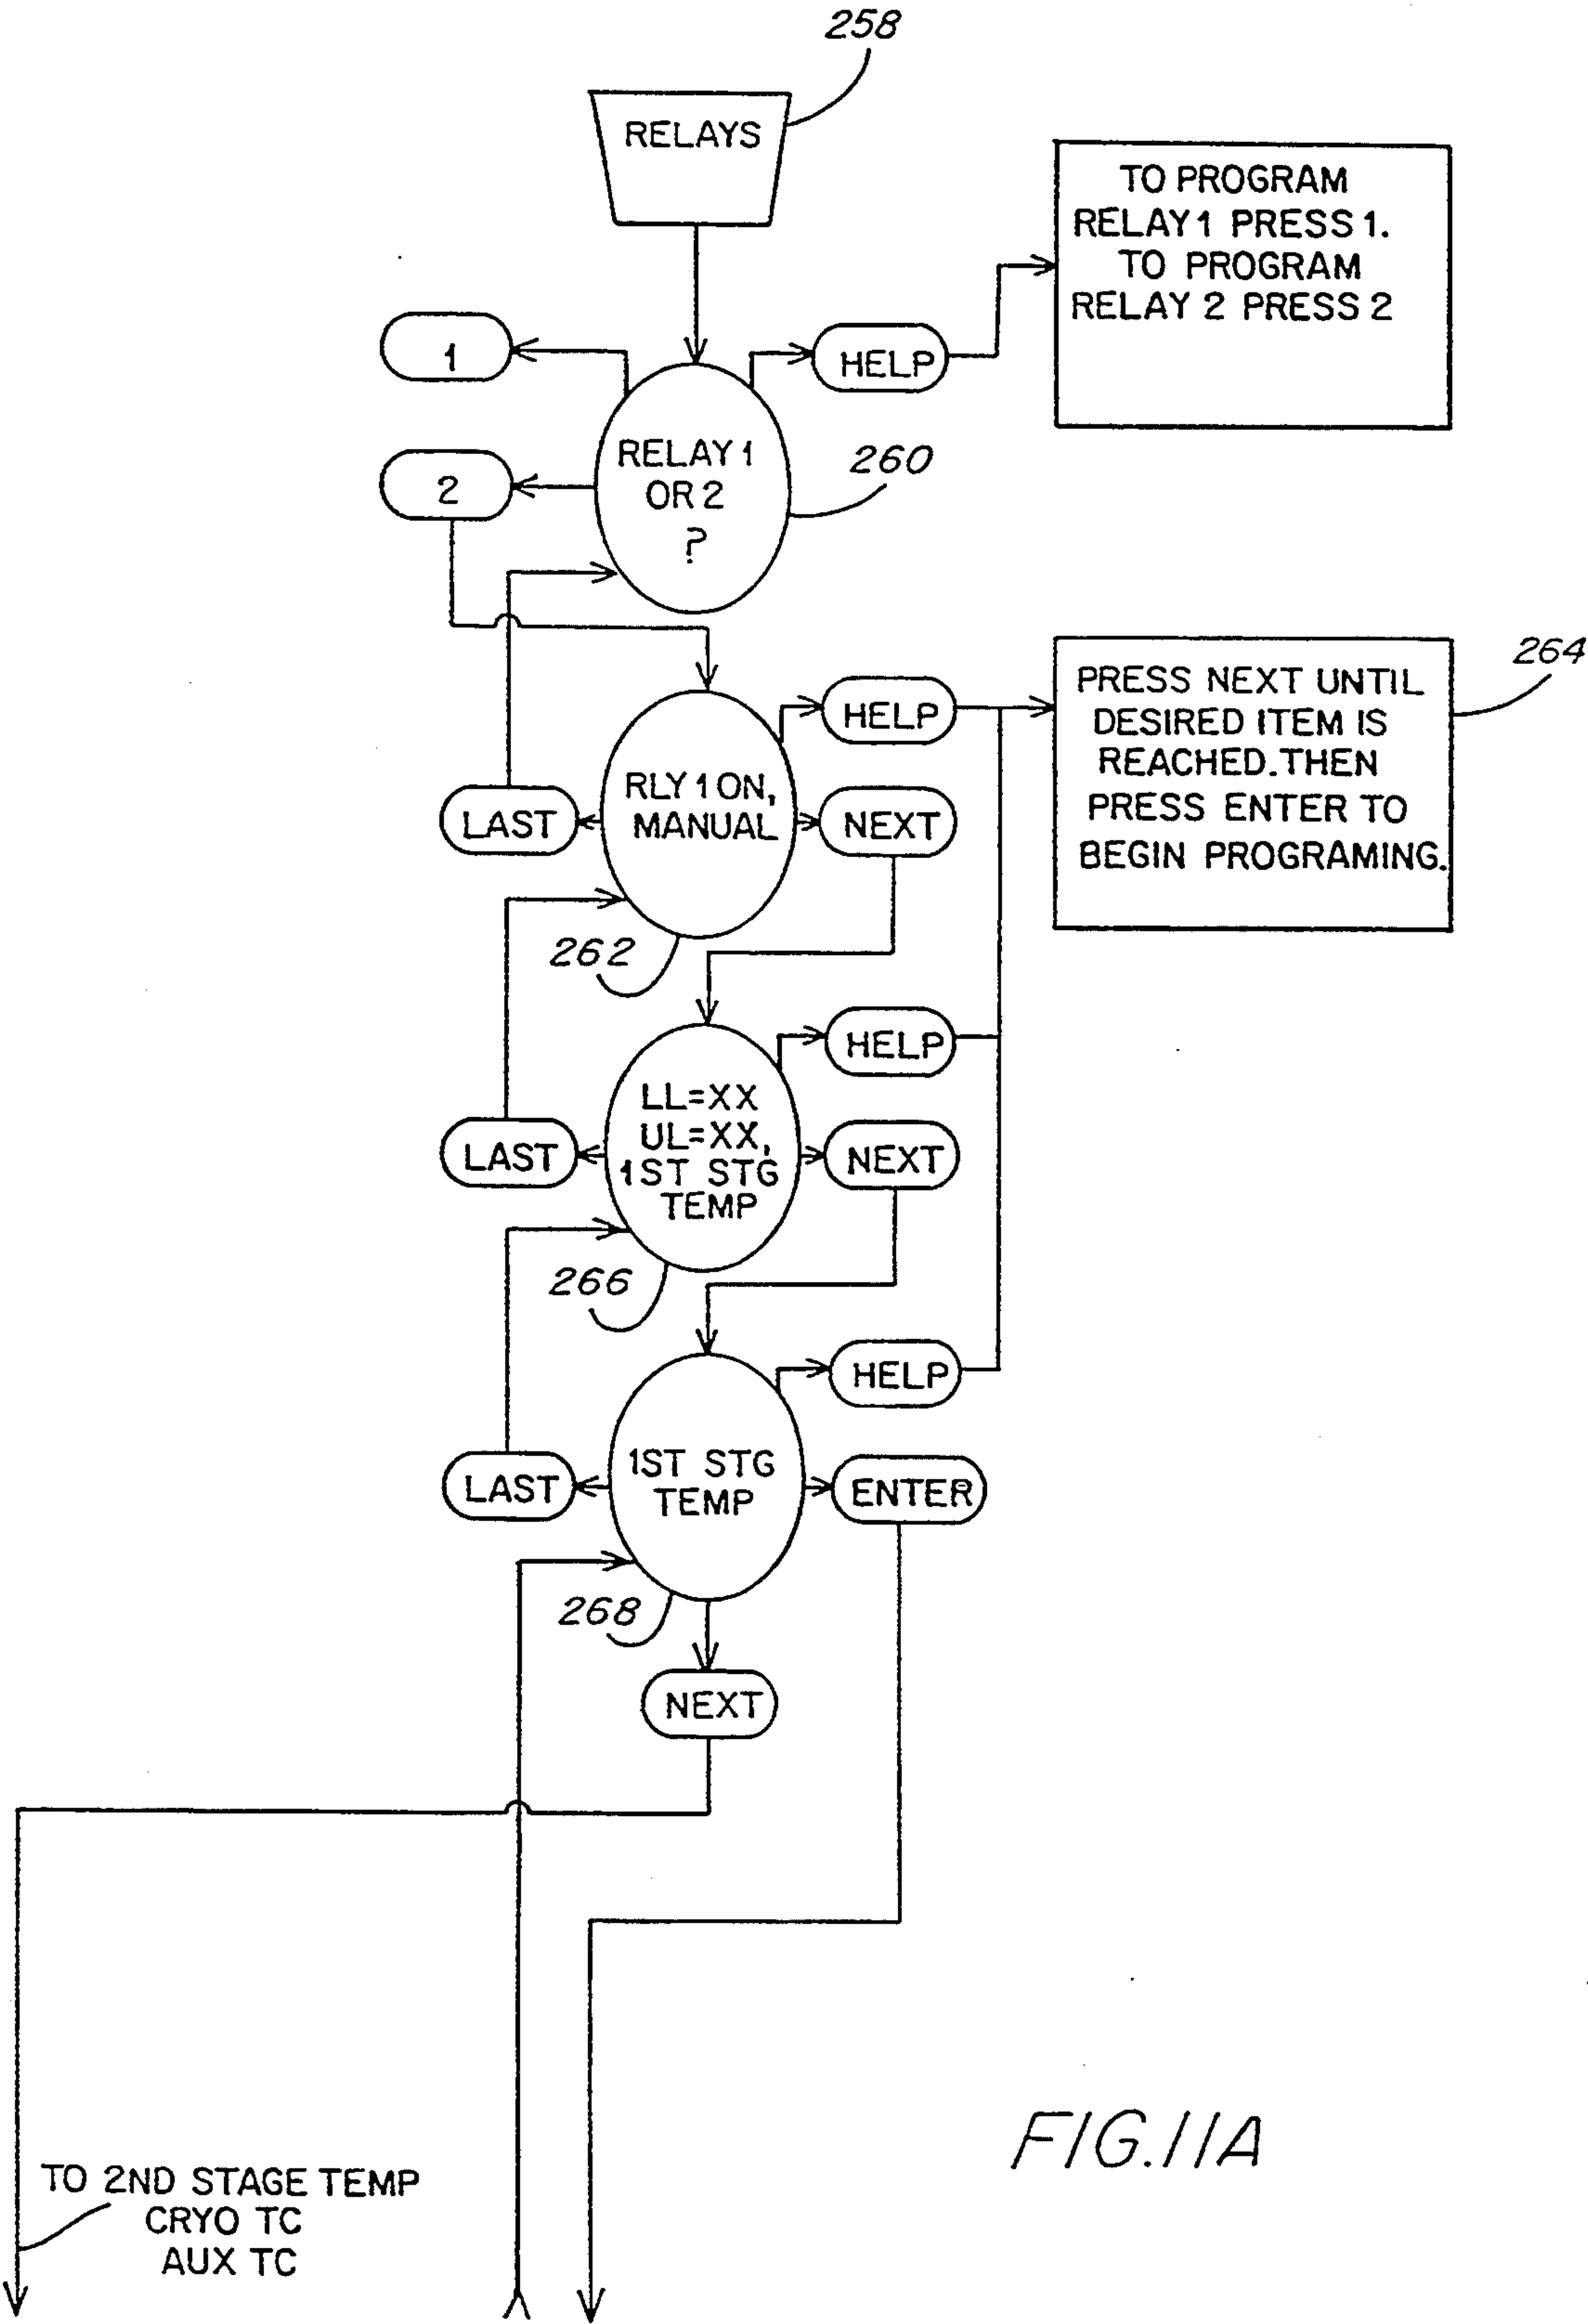 258
RELAYS
TO PROGRAM
RELAY 1 PRESS 1.
TO PROGRAM
RELAY 2 PRESS 2
1
HELP
RELAY 1
OR 2
?
260
2
264
PRESS NEXT UNTIL
DESIRED ITEM IS
REACHED. THEN
PRESS ENTER TO
BEGIN PROGRAMING.
HELP
RLY 1 ON,
MANUAL
LAST
NEXT
262
HELP
LL=XX
UL=XX,
1ST STG
TEMP
LAST
NEXT
266
HELP
1ST STG
TEMP
LAST
ENTER
268
NEXT
FIG. 11A
TO 2ND STAGE TEMP
CRYO TC
AUX TC